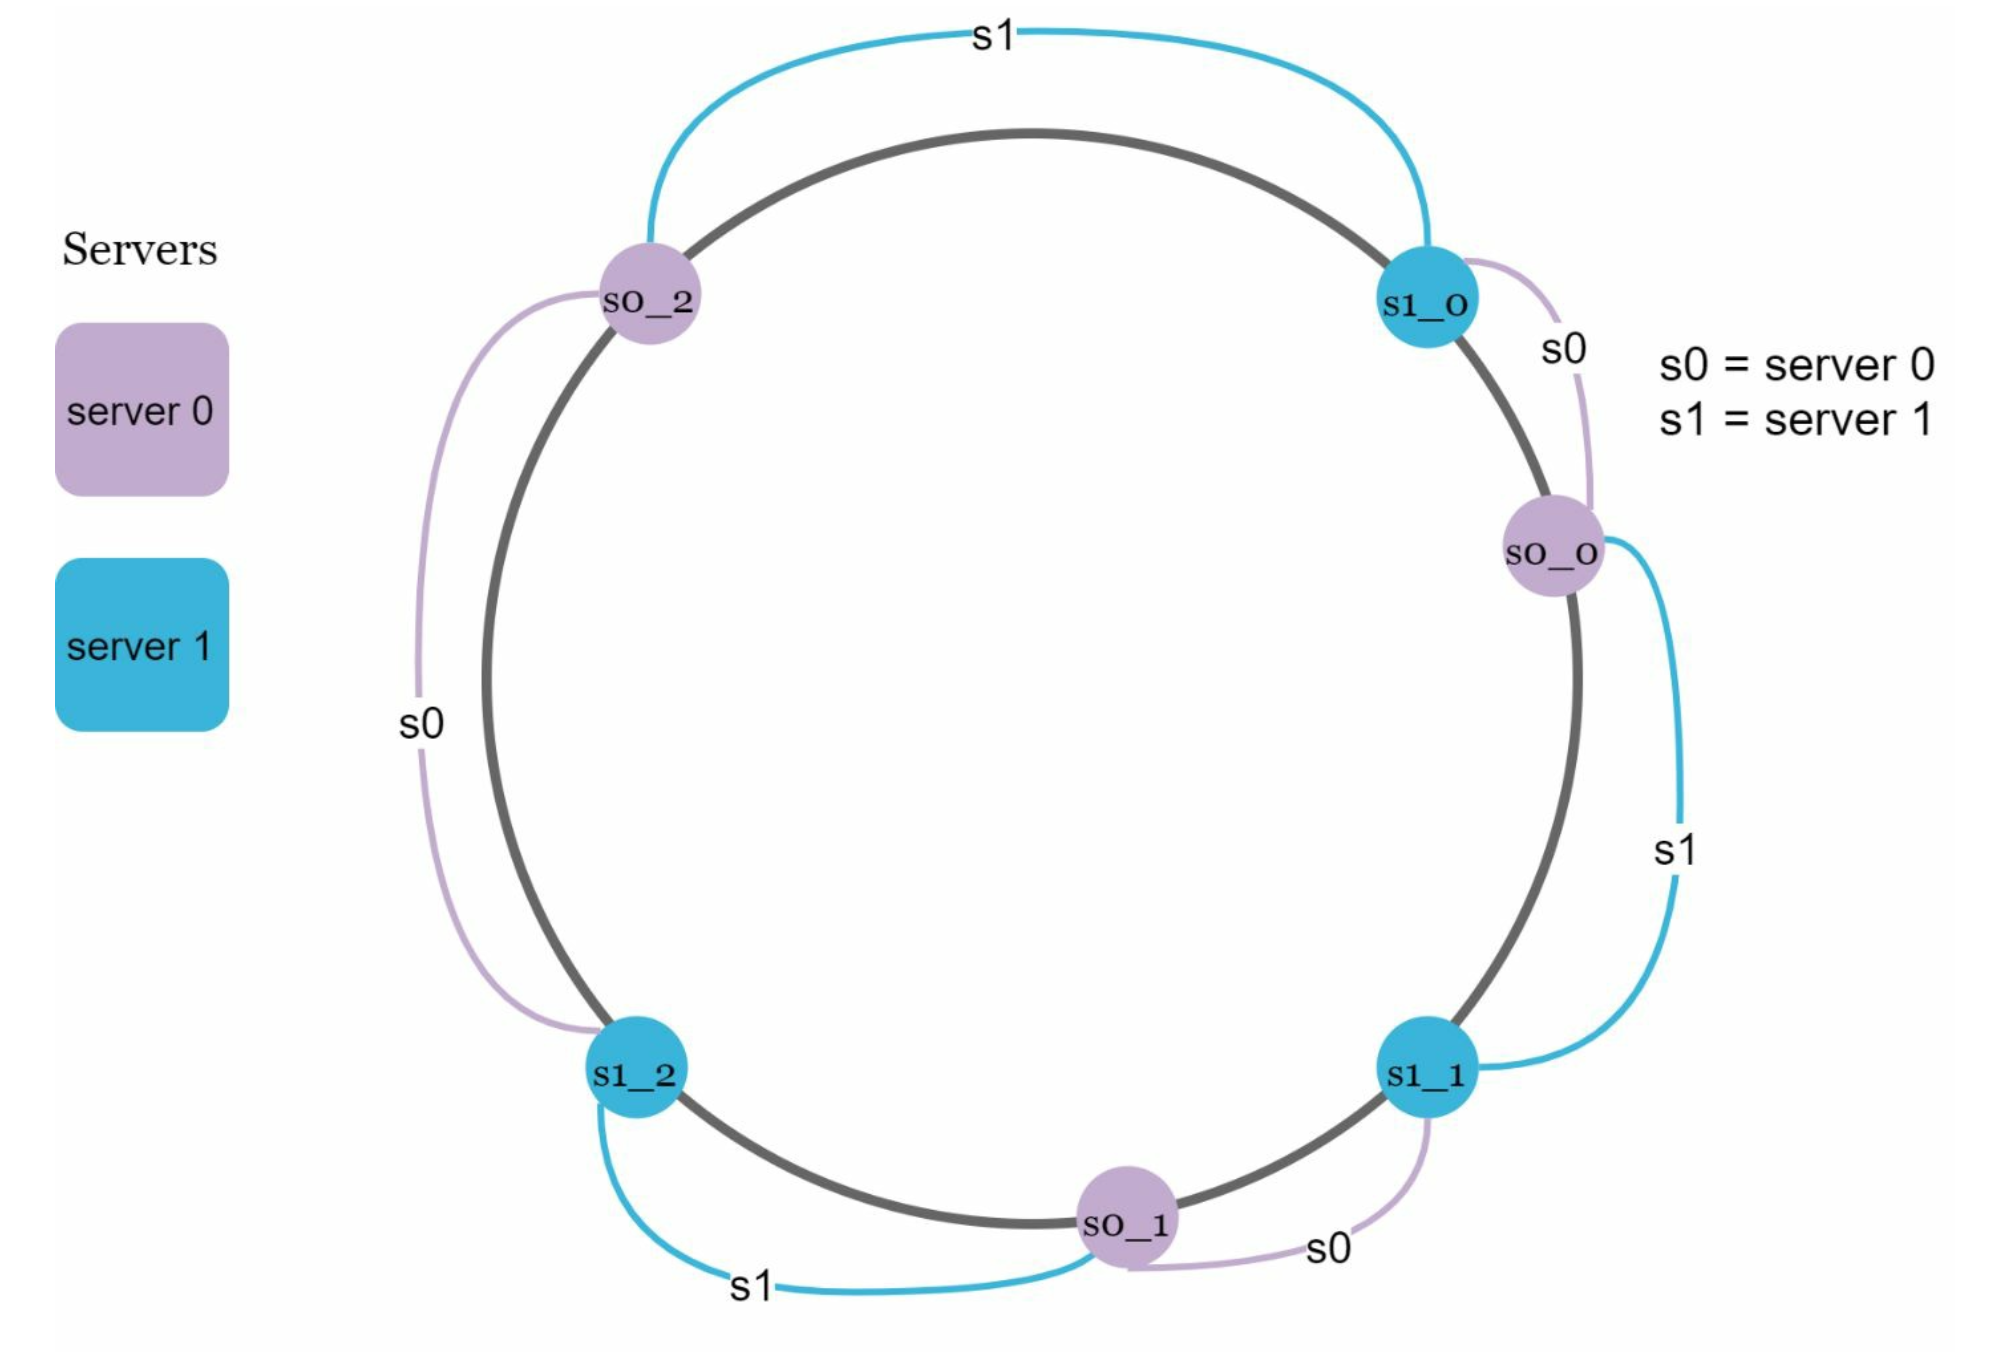 s1
Servers
s0_2
s1_0
s0
s0 = server 0
s1 = server 1
server 0
s0_0
server 1
s0
s1
s1_2
s1_1
s0_1
s0
s1